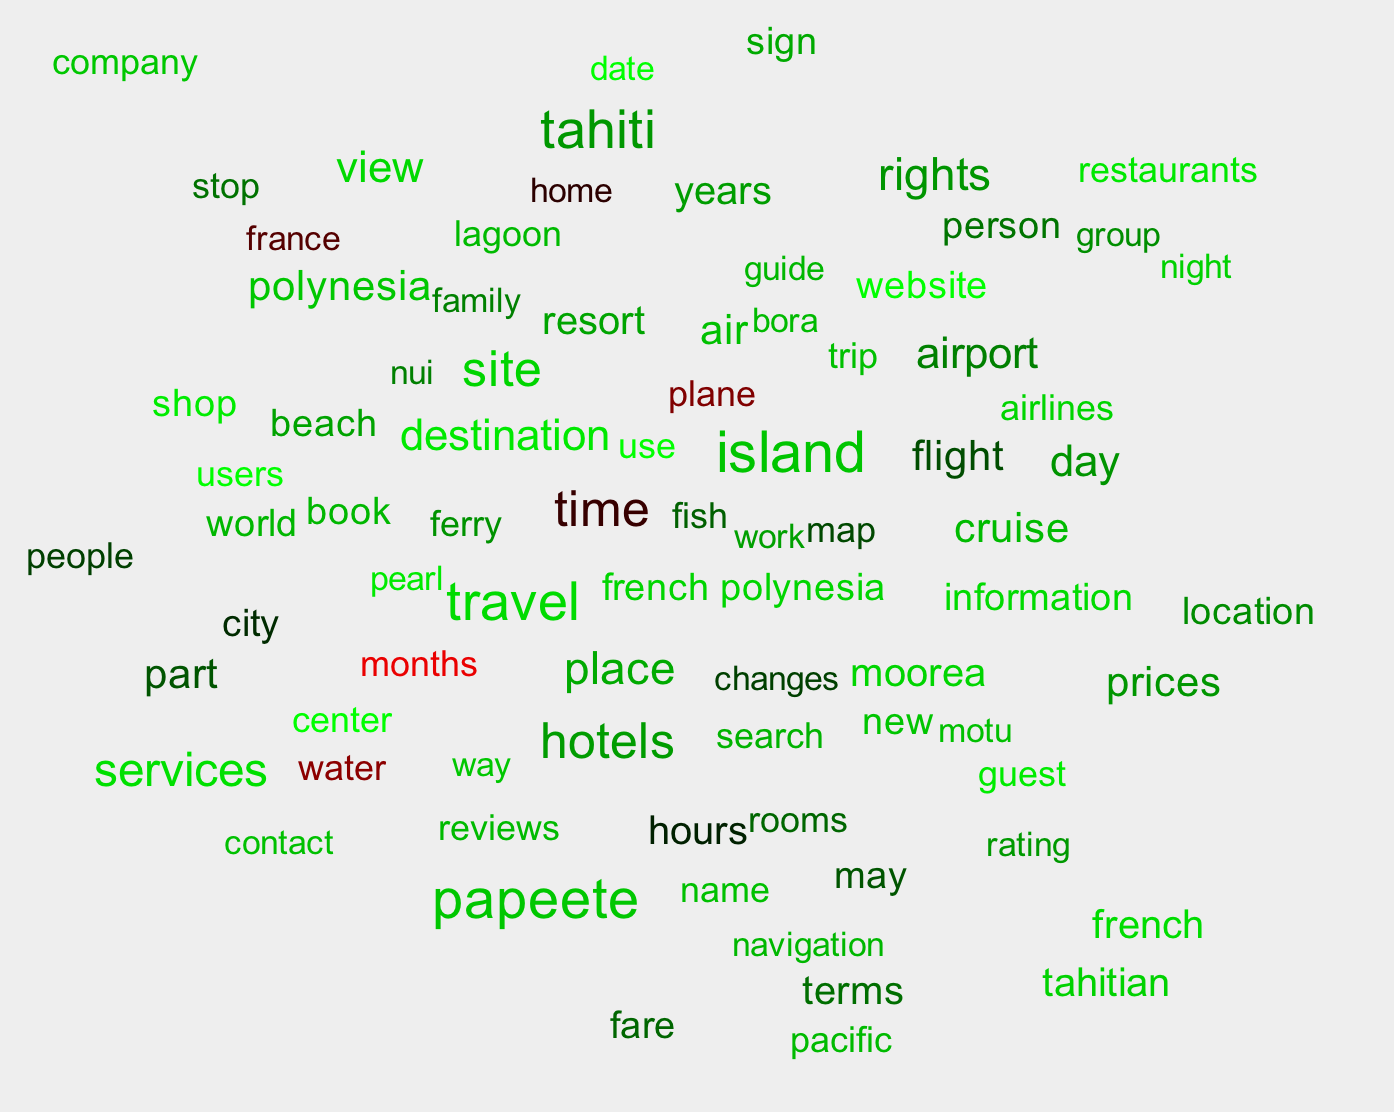 sign
company
date
tahiti
view
rights
restaurants
stop
home
years
person
france
lagoon
group
guide
night
polynesia
family
website
resort
air
bora
trip
airport
nui
site
plane
shop
beach
destination
use
airlines
island
flight
day
users
world
book
ferry
time
fish
work
map
cruise
people
pearl
travel
french polynesia
information
location
city
part
months
place
changes
moorea
prices
center
hotels
search
new
motu
services
water
way
guest
contact
reviews
hours
rooms
rating
may
papeete
name
french
navigation
terms
tahitian
fare
pacific